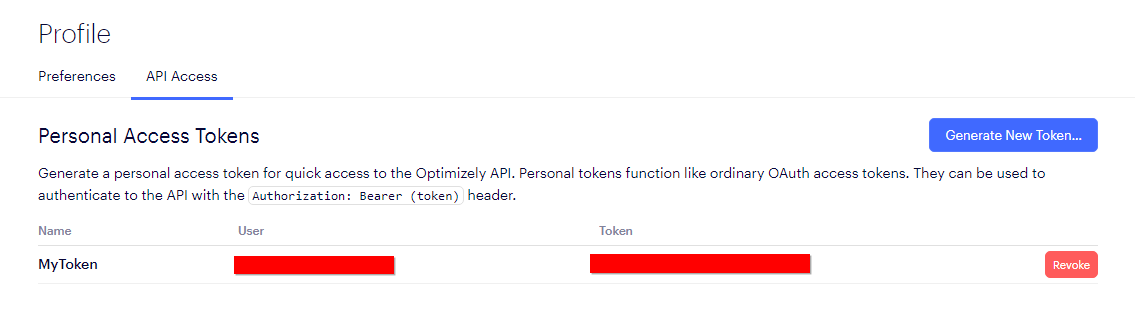 Profile
Preferences API Access
Personal Access Tokens Generate New Token...
Generate a personal access token for quick access to the Optimizely API. Personal tokens function like ordinary OAuth access tokens. They can be used to
authenticate to the API with the Authorization: Bearer (token) header.
Name User Token
MyToken Revoke